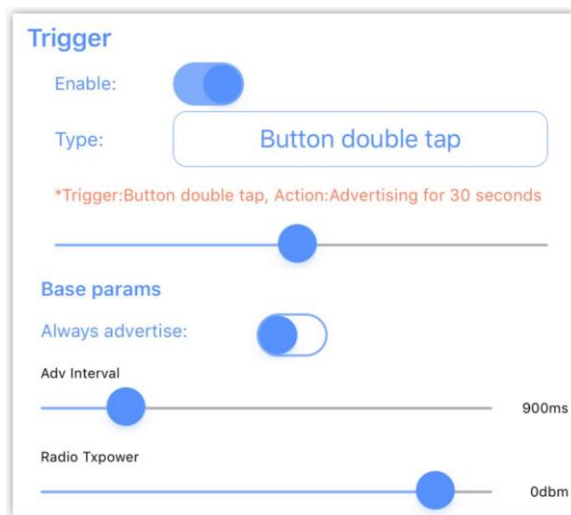 Trigger
Enable:
Type: Button double tap
*Trigger:Button double tap, Action:Advertising for 30 seconds
Base params
Always advertise:
Adv Interval
900ms
Radio Txpower
0dbm